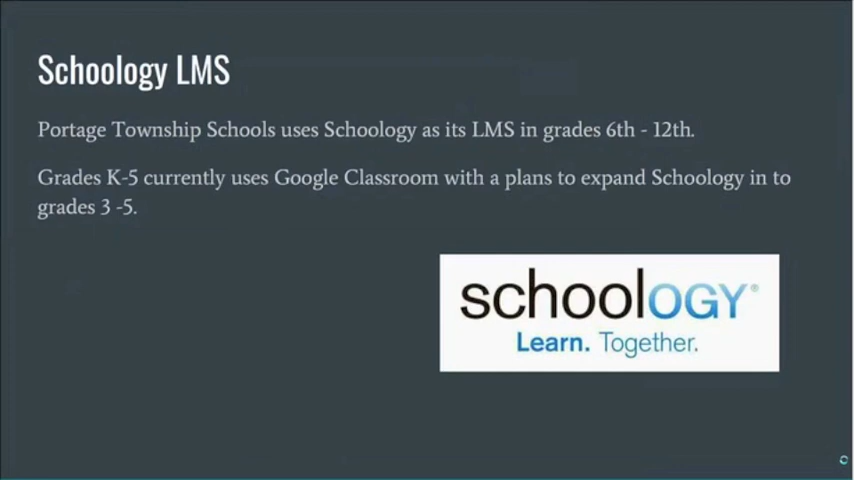 Schoology LMS
Portage Township Schools uses Schoology as its LMS in grades 6th - 12th.
Grades K-5 currently uses Google Classroom with a plans to expand Schoology in to
grades 3 -5.
schoology®
Learn. Together.